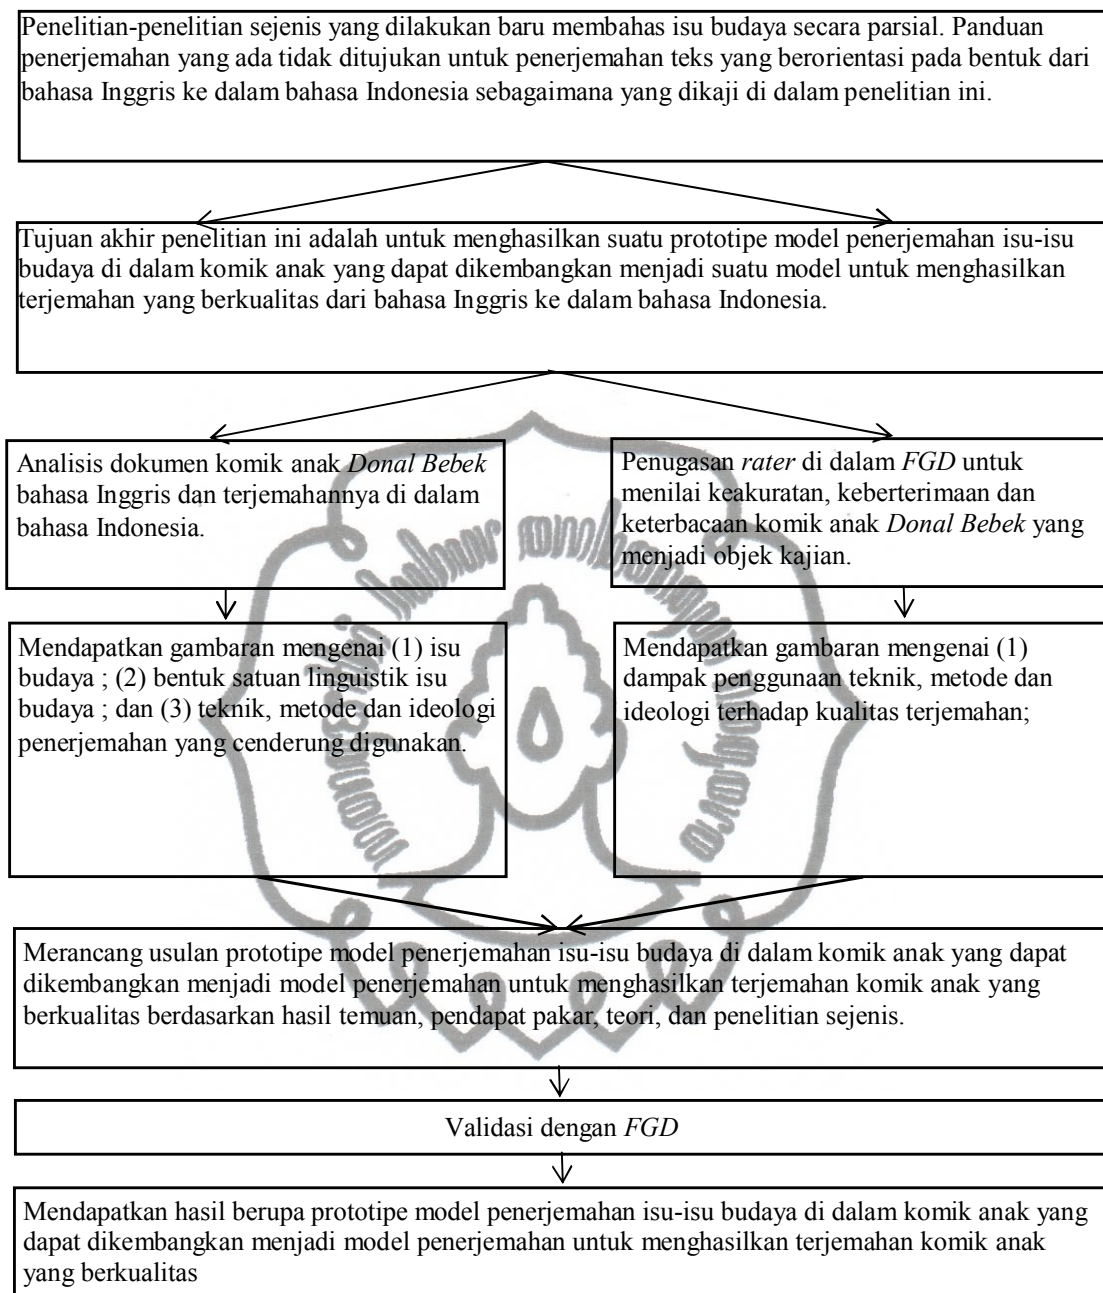 Penelitian-penelitian sejenis yang dilakukan baru membahas isu budaya secara parsial. Panduan
penerjemahan yang ada tidak ditujukan untuk penerjemahan teks yang berorientasi pada bentuk dari
bahasa Inggris ke dalam bahasa Indonesia sebagaimana yang dikaji di dalam penelitian ini.
Tujuan akhir penelitian ini adalah untuk menghasilkan suatu prototipe model penerjemahan isu-isu
budaya di dalam komik anak yang dapat dikembangkan menjadi suatu model untuk menghasilkan
terjemahan yang berkualitas dari bahasa Inggris ke dalam bahasa Indonesia.
Analisis dokumen komik anak Donal Bebek
bahasa Inggris dan terjemahannya di dalam
bahasa Indonesia.
Penugasan rater di dalam FGD untuk
menilai keakuratan, keberterimaan dan
keterbacaan komik anak Donal Bebek yang
menjadi objek kajian.
Mendapatkan gambaran mengenai (1) isu
budaya ; (2) bentuk satuan linguistik isu
budaya ; dan (3) teknik, metode dan ideologi
penerjemahan yang cenderung digunakan.
Mendapatkan gambaran mengenai (1)
dampak penggunaan teknik, metode dan
ideologi terhadap kualitas terjemahan;
Merancang usulan prototipe model penerjemahan isu-isu budaya di dalam komik anak yang dapat
dikembangkan menjadi model penerjemahan untuk menghasilkan terjemahan komik anak yang
berkualitas berdasarkan hasil temuan, pendapat pakar, teori, dan penelitian sejenis.
Validasi dengan FGD
Mendapatkan hasil berupa prototipe model penerjemahan isu-isu budaya di dalam komik anak yang
dapat dikembangkan menjadi model penerjemahan untuk menghasilkan terjemahan komik anak
yang berkualitas